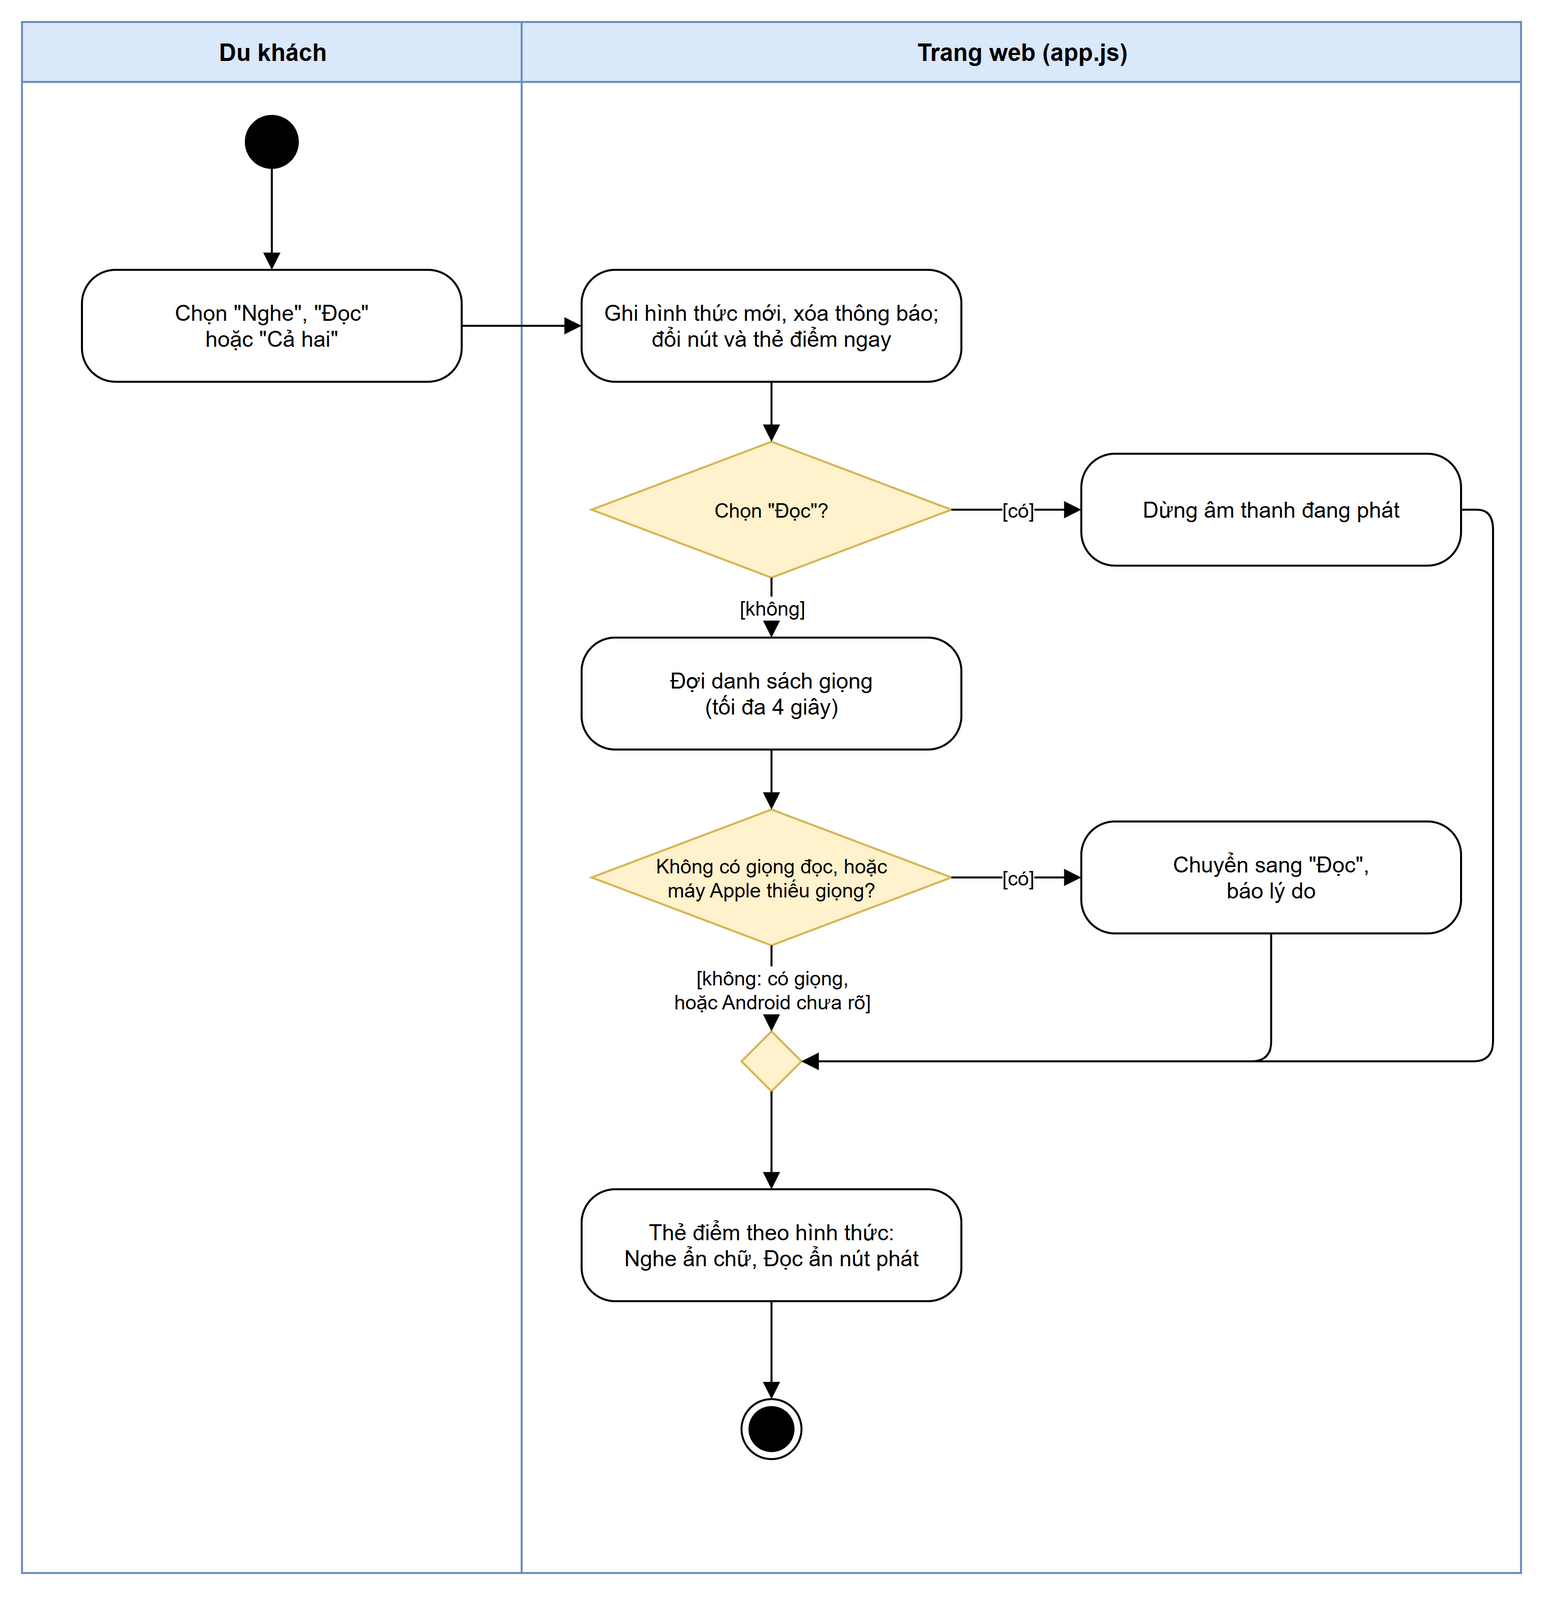 Du khách
Trang web (app.js)
Chọn "Nghe", "Đọc"
hoặc "Cả hai"
Ghi hình thức mới, xóa thông báo;
đổi nút và thẻ điểm ngay
Chọn "Đọc"?
[có]
Dừng âm thanh đang phát
[không]
Đợi danh sách giọng
(tối đa 4 giây)
Không có giọng đọc, hoặc
máy Apple thiếu giọng?
[có]
Chuyển sang "Đọc",
báo lý do
[không: có giọng,
hoặc Android chưa rõ]
Thẻ điểm theo hình thức:
Nghe ẩn chữ, Đọc ẩn nút phát